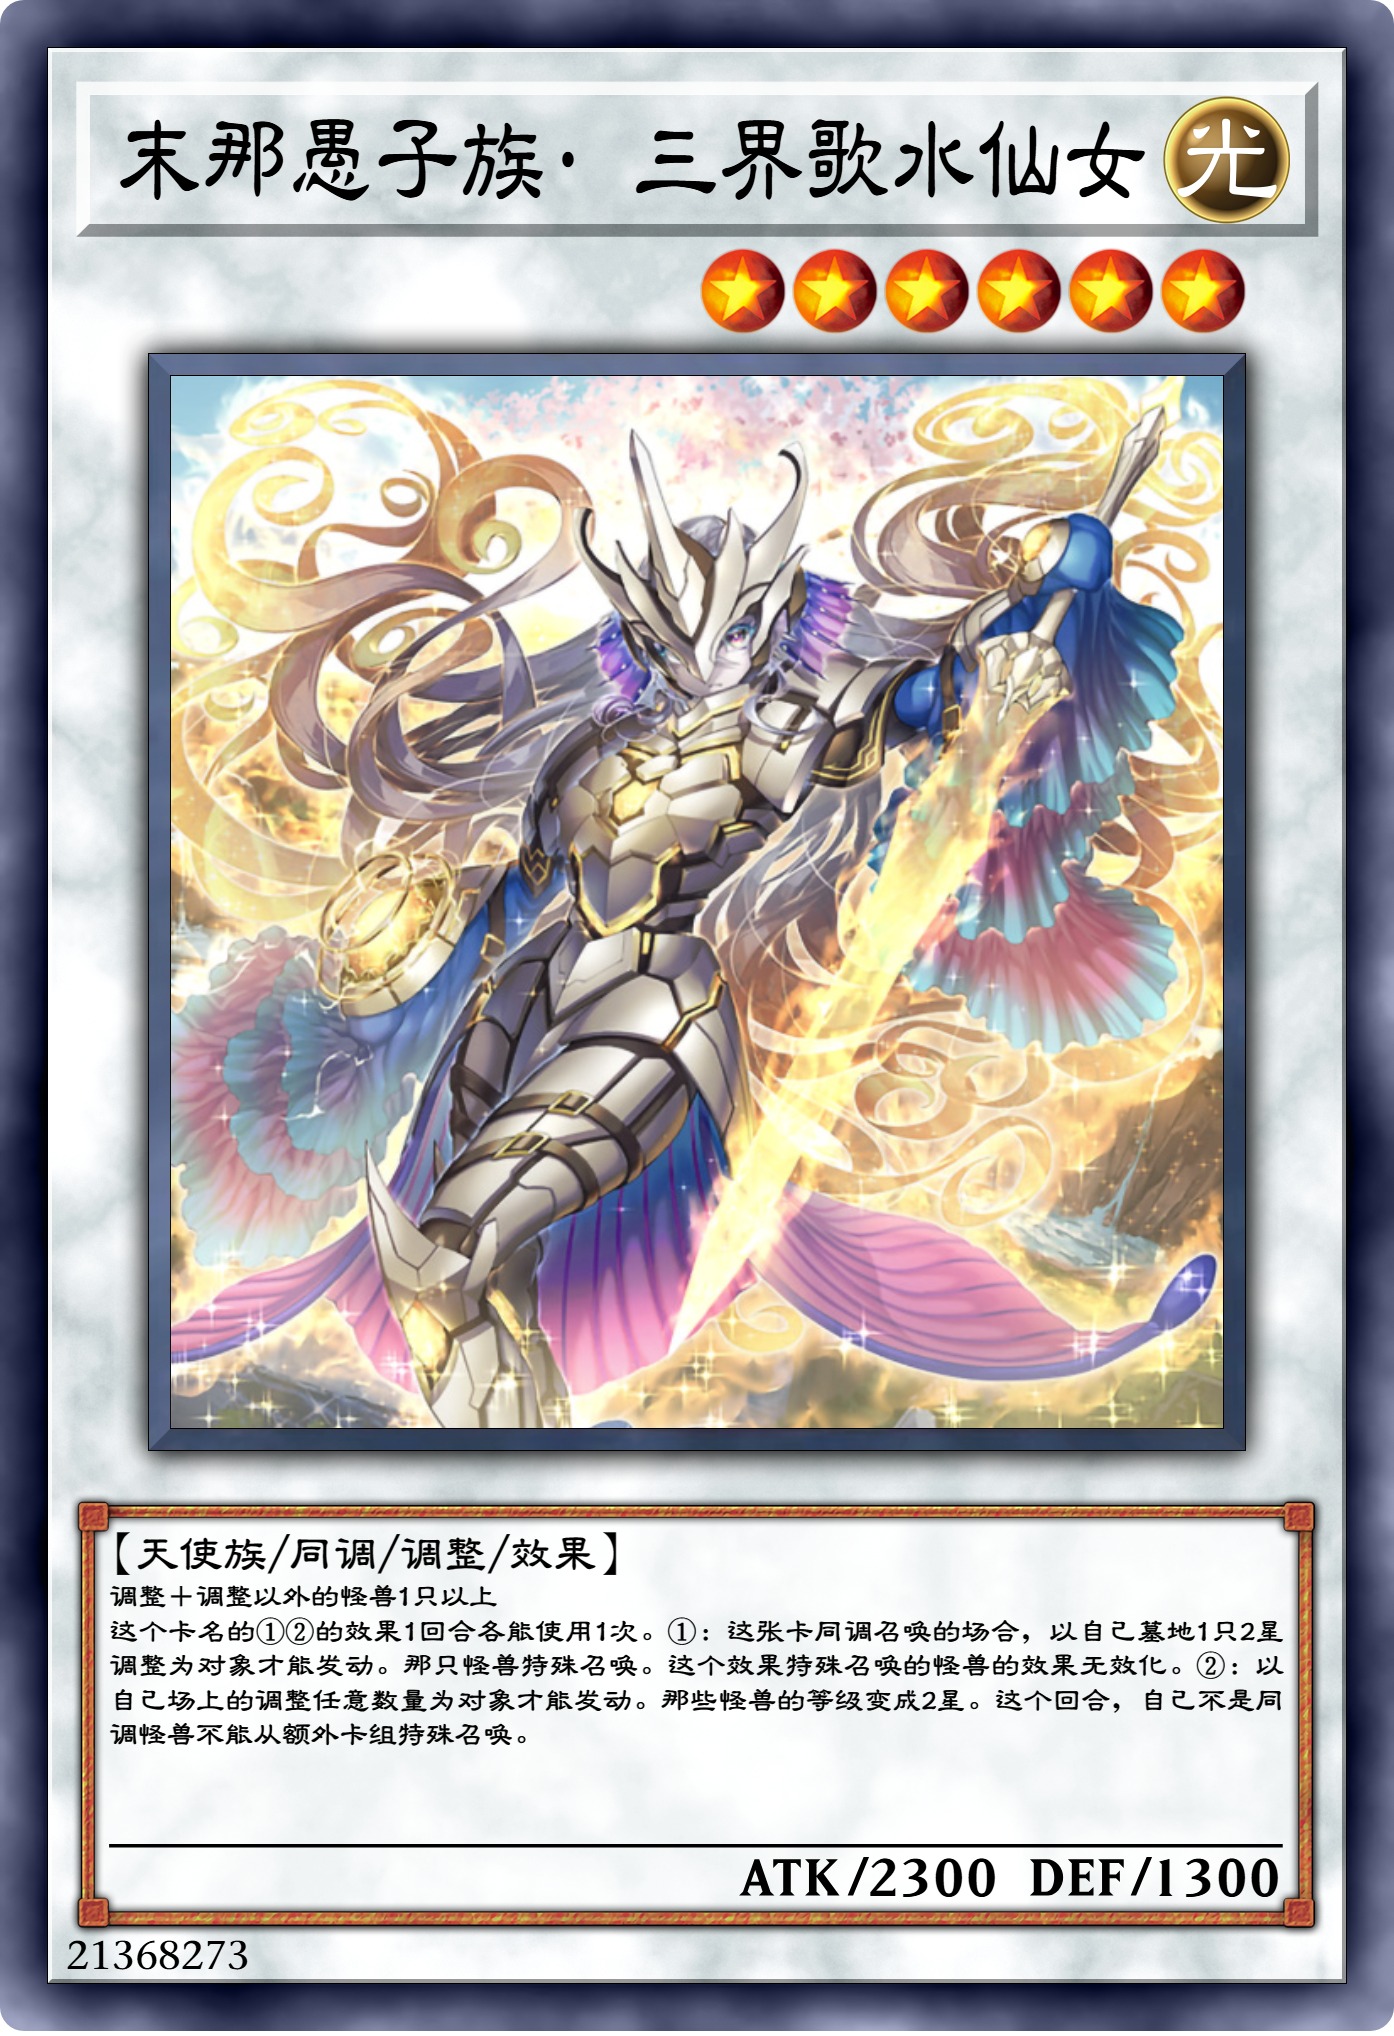 末那愚子族·三界歌水仙女 光
【天使族/同调/调整/效果】
调整＋调整以外的怪兽1只以上
这个卡名的①②的效果1回合各能使用1次。①：这张卡同调召唤的场合，以自己墓地1只2星
调整为对象才能发动。那只怪兽特殊召唤。这个效果特殊召唤的怪兽的效果无效化。②：以
自己场上的调整任意数量为对象才能发动。那些怪兽的等级变成2星。这个回合，自己不是同
调怪兽不能从额外卡组特殊召唤。
ATK/2300 DEF/1300
21368273